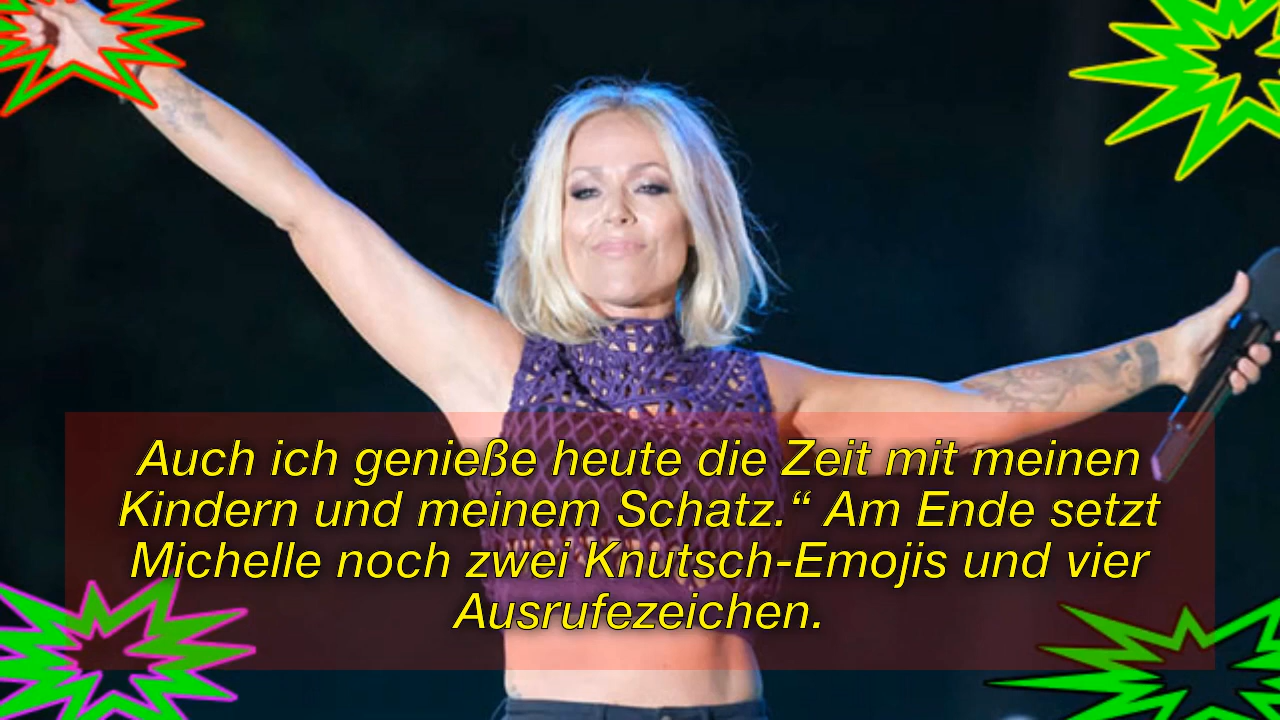 Auch ich genieße heute die Zeit mit meinen
Kindern und meinem Schatz.“ Am Ende setzt
Michelle noch zwei Knutsch-Emojis und vier
Ausrufezeichen.